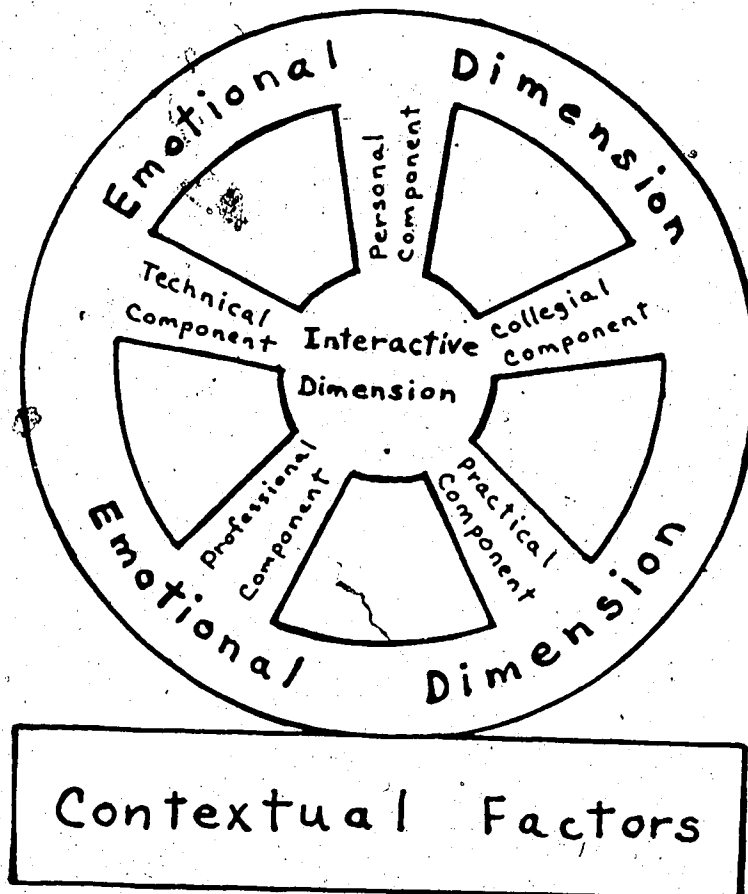 Emotional Dimension
Personal
Component
Technical
Component
Collegial
Component
Interactive
Dimension
Professional
Component
Practical
Component
Emotional Dimension
Contextual Factors